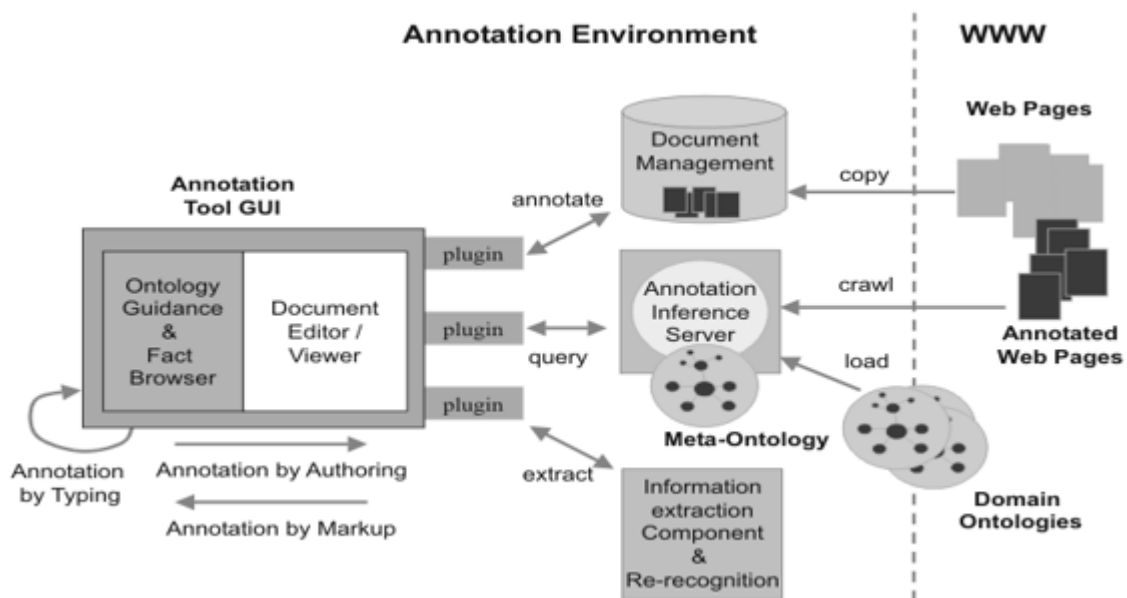 Annotation Environment
WWW
Web Pages
Document
Management
copy
Annotation
Tool GUI
annotate
plugin
Ontology
Guidance
&
Fact
Browser
Document
Editor /
Viewer
plugin
query
Annotation
Inference
Server
crawl
Annotated
Web Pages
load
plugin
Meta-Ontology
Annotation
by Typing
Annotation by Authoring
Annotation by Markup
extract
Information
extraction
Component
&
Re-recognition
Domain
Ontologies